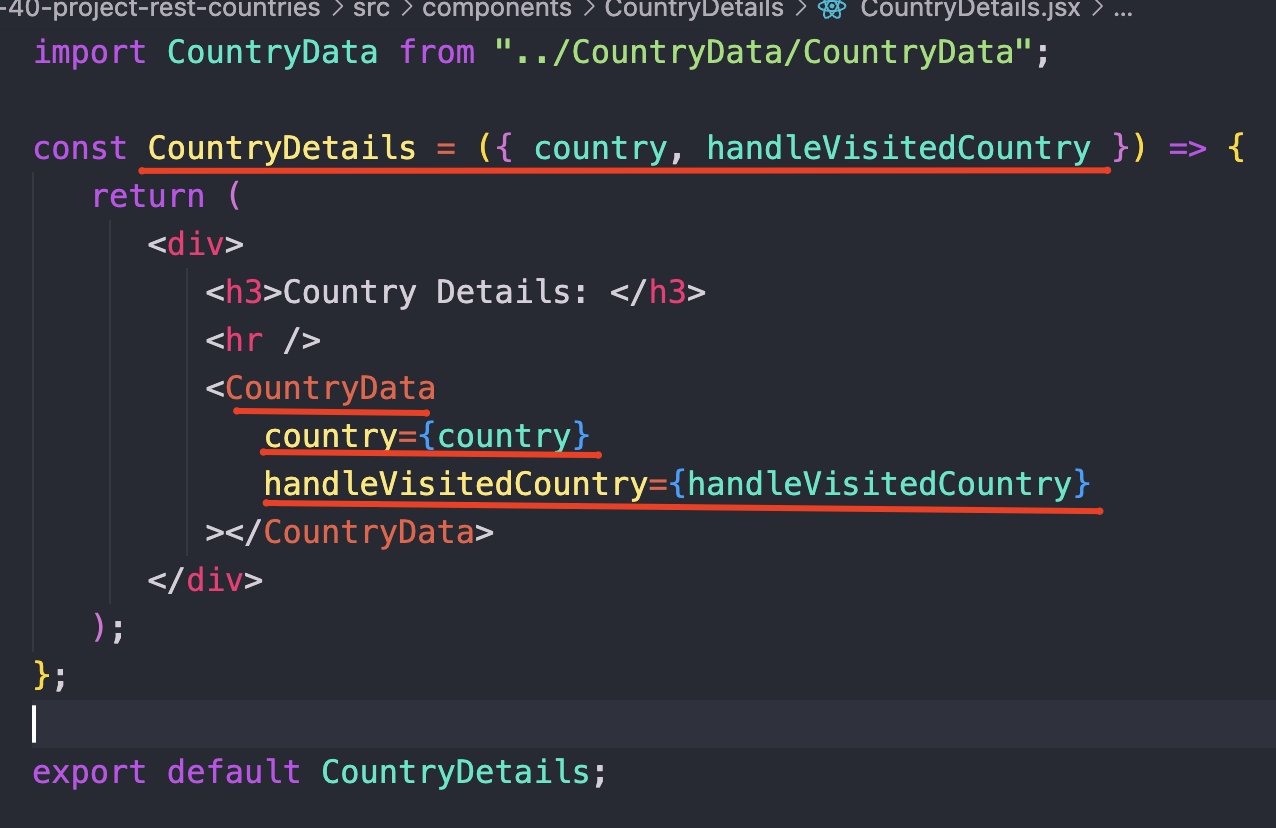 -40-project-rest-countries > src > components > CountryDetails > CountryDetails.jsx > ...
import CountryData from "../CountryData/CountryData";
const CountryDetails = ({ country, handleVisitedCountry }) => {
return (
<div>
<h3>Country Details: </h3>
<hr />
<CountryData
country={country}
handleVisitedCountry={handleVisitedCountry}
></CountryData>
</div>
);
};
export default CountryDetails;